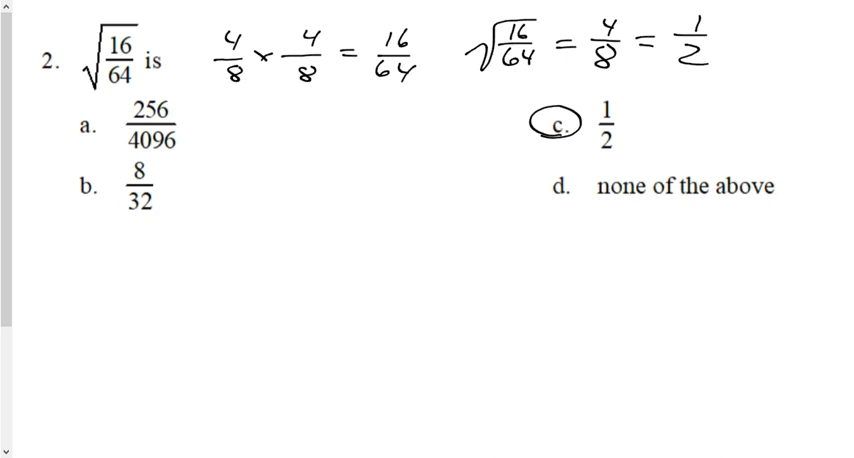 2. √(16/64) is 4/8 × 4/8 = 16/64 √(16/64) = 4/8 = 1/2
a. 256/4096 c. 1/2
b. 8/32 d. none of the above